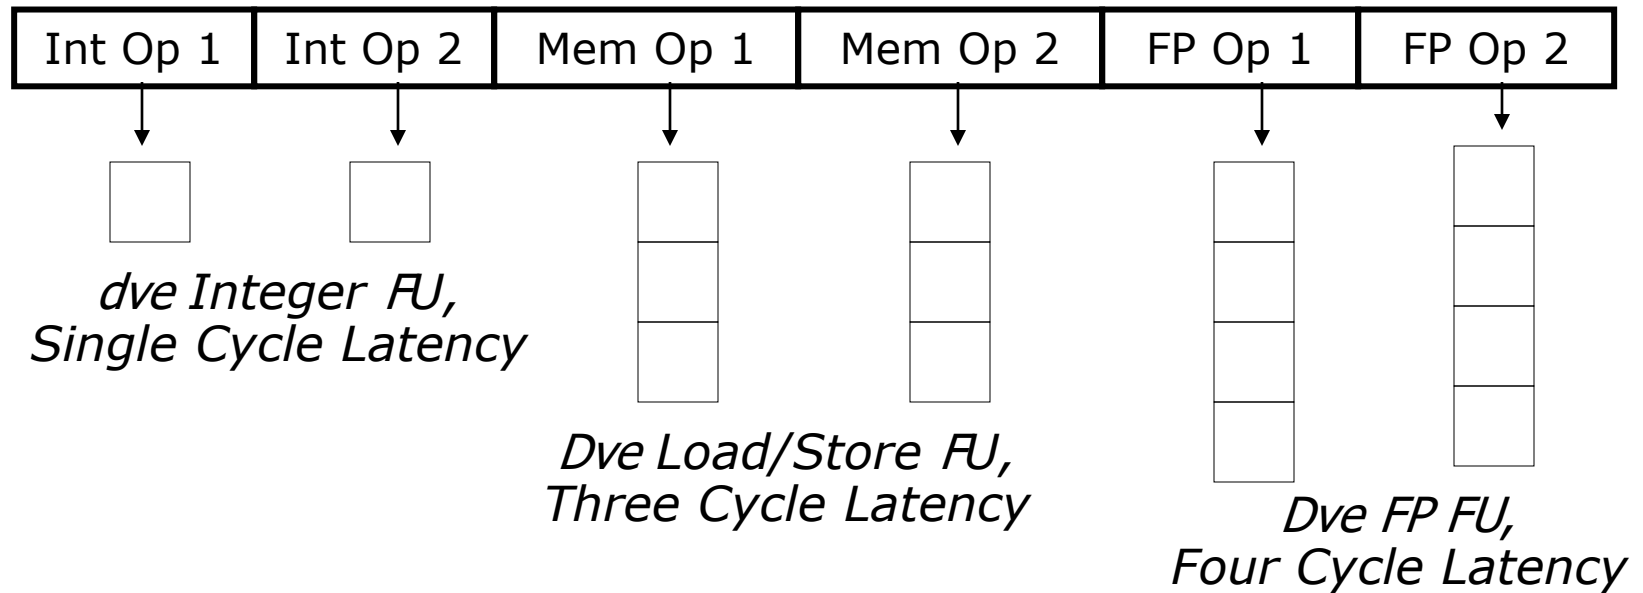 Int Op 1 Int Op 2 Mem Op 1 Mem Op 2 FP Op 1 FP Op 2
dve Integer FU,
Single Cycle Latency
Dve Load/Store FU,
Three Cycle Latency
Dve FP FU,
Four Cycle Latency